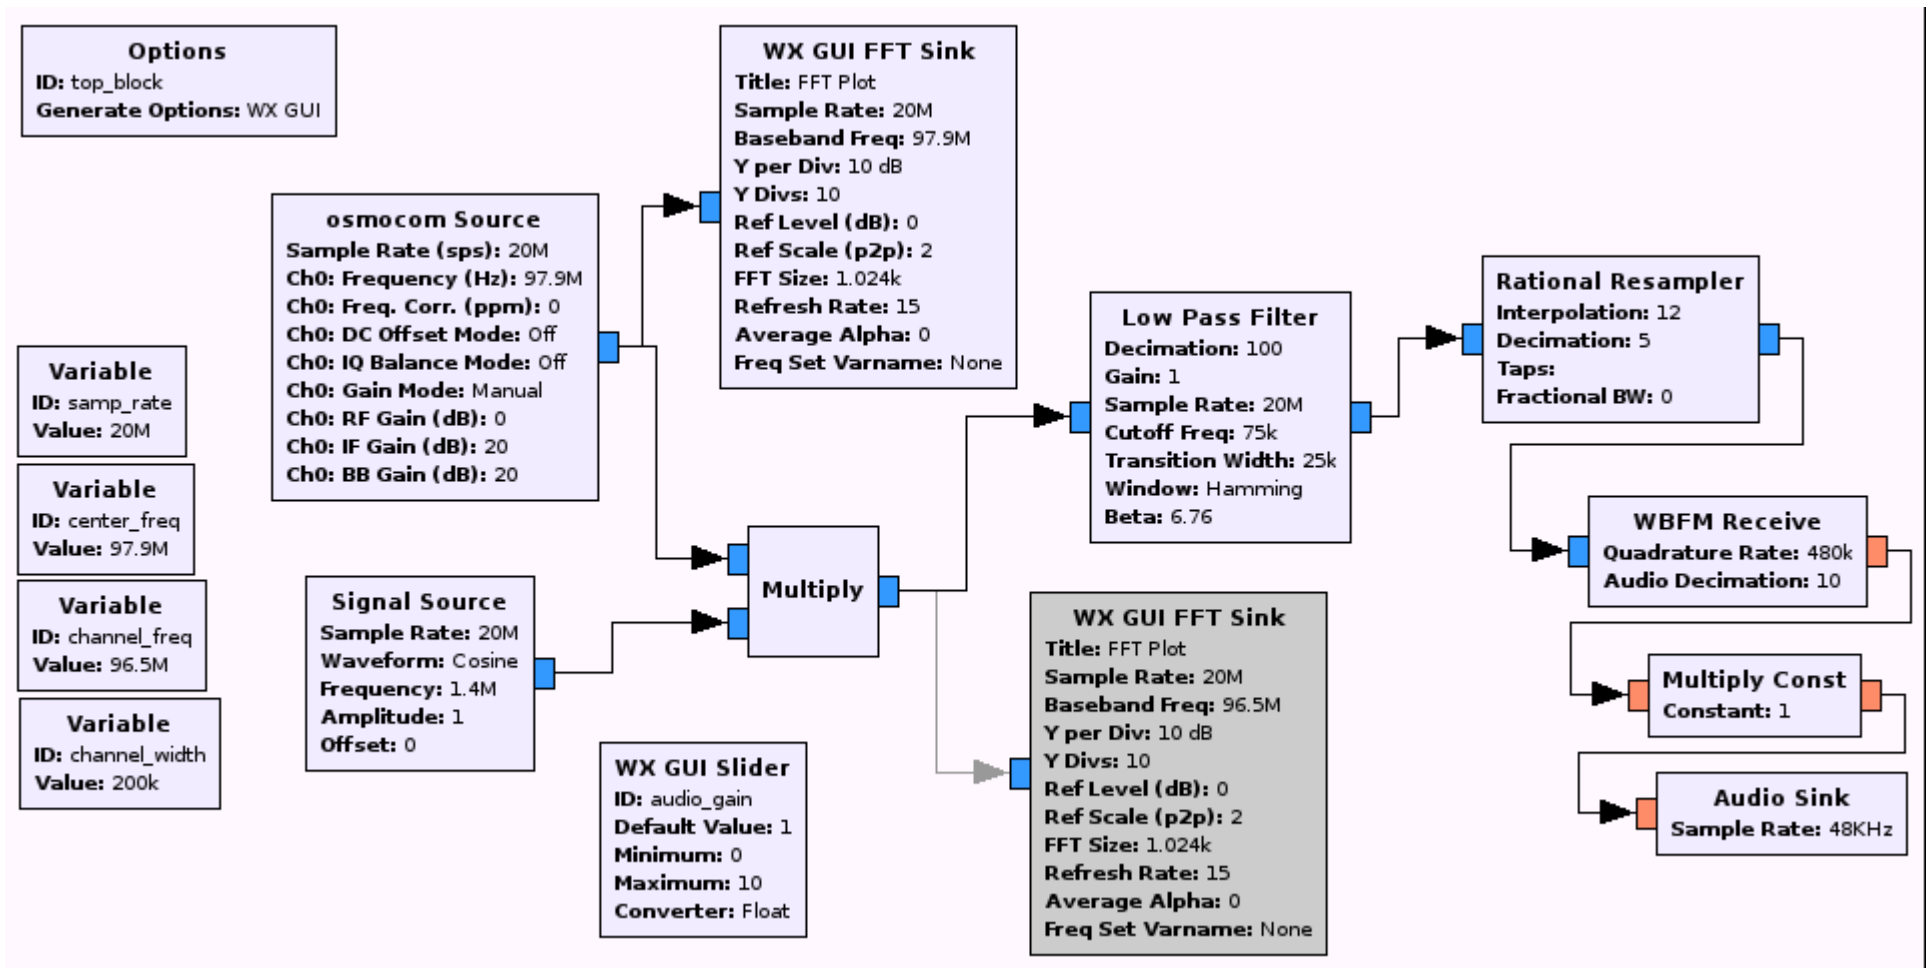 Options
ID: top_block
Generate Options: WX GUI
WX GUI FFT Sink
Title: FFT Plot
Sample Rate: 20M
Baseband Freq: 97.9M
Y per Div: 10 dB
Y Divs: 10
Ref Level (dB): 0
Ref Scale (p2p): 2
FFT Size: 1.024k
Refresh Rate: 15
Average Alpha: 0
Freq Set Varname: None
osmocom Source
Sample Rate (sps): 20M
Ch0: Frequency (Hz): 97.9M
Ch0: Freq. Corr. (ppm): 0
Ch0: DC Offset Mode: Off
Ch0: IQ Balance Mode: Off
Ch0: Gain Mode: Manual
Ch0: RF Gain (dB): 0
Ch0: IF Gain (dB): 20
Ch0: BB Gain (dB): 20
Variable
ID: samp_rate
Value: 20M
Variable
ID: center_freq
Value: 97.9M
Variable
ID: channel_freq
Value: 96.5M
Variable
ID: channel_width
Value: 200k
Signal Source
Sample Rate: 20M
Waveform: Cosine
Frequency: 1.4M
Amplitude: 1
Offset: 0
Multiply
WX GUI Slider
ID: audio_gain
Default Value: 1
Minimum: 0
Maximum: 10
Converter: Float
Low Pass Filter
Decimation: 100
Gain: 1
Sample Rate: 20M
Cutoff Freq: 75k
Transition Width: 25k
Window: Hamming
Beta: 6.76
WX GUI FFT Sink
Title: FFT Plot
Sample Rate: 20M
Baseband Freq: 96.5M
Y per Div: 10 dB
Y Divs: 10
Ref Level (dB): 0
Ref Scale (p2p): 2
FFT Size: 1.024k
Refresh Rate: 15
Average Alpha: 0
Freq Set Varname: None
Rational Resampler
Interpolation: 12
Decimation: 5
Taps:
Fractional BW: 0
WBFM Receive
Quadrature Rate: 480k
Audio Decimation: 10
Multiply Const
Constant: 1
Audio Sink
Sample Rate: 48KHz